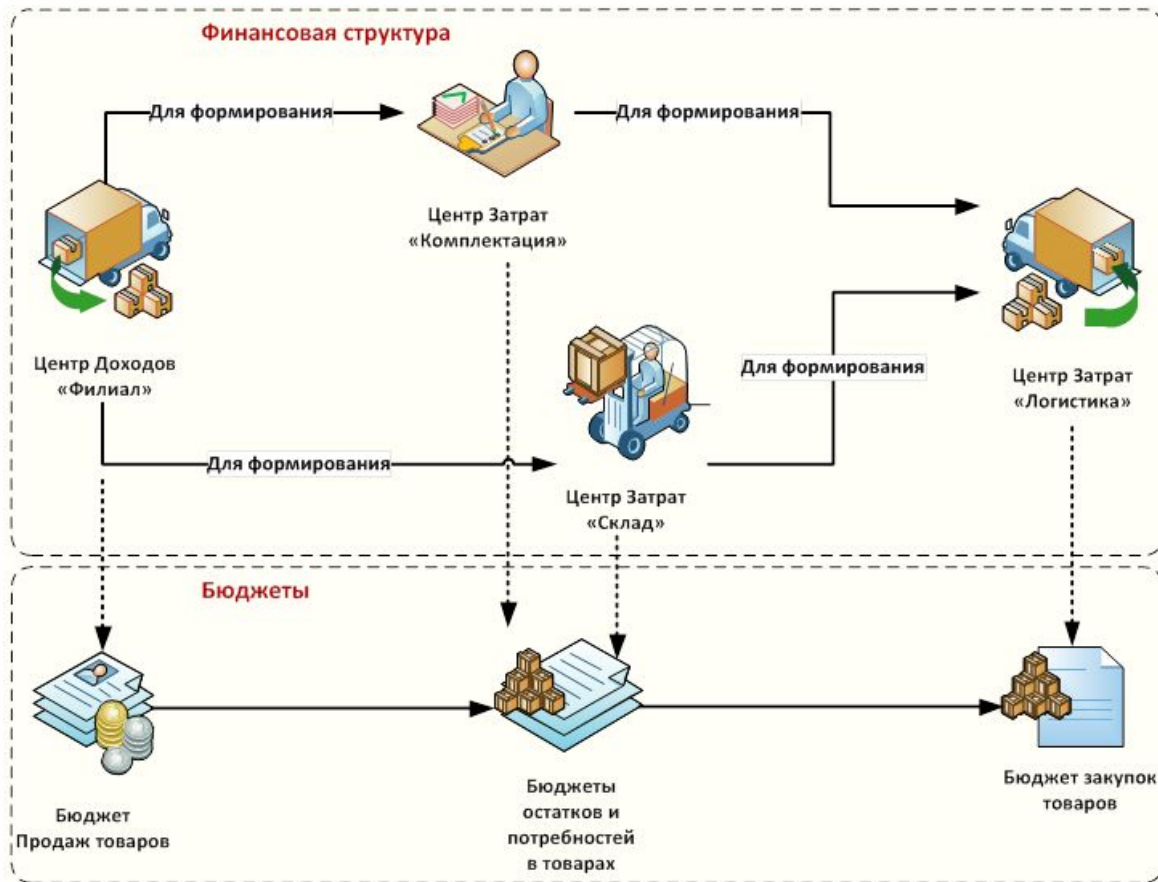 Финансовая структура
Для формирования
Для формирования
Центр Затрат
«Комплектация»
Центр Доходов
«Филиал»
Для формирования
Центр Затрат
«Логистика»
Для формирования
Центр Затрат
«Склад»
Бюджеты
Бюджет
Продаж товаров
Бюджеты
остатков и
потребностей
в товарах
Бюджет закупок
товаров